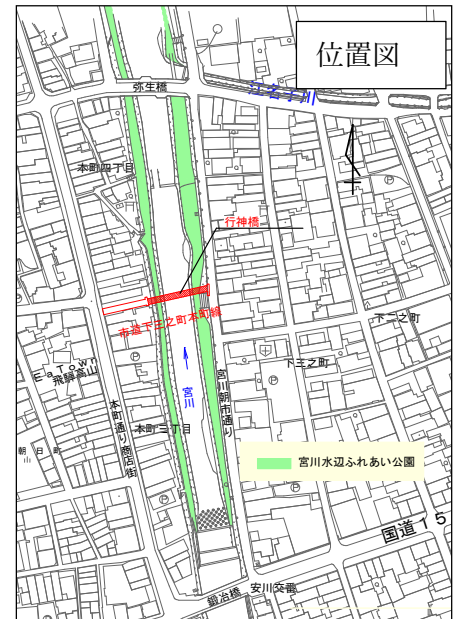 位置図
弥生橋
江名子川
本町四丁目
行神橋
市道下三之町本町線
下二之町
下三之町
飛騨高山
宮川
宮川朝市通り
本町通り商店街
本町三丁目
朝日町
宮川水辺ふれあい公園
国道１５
安川交番
鍛冶橋